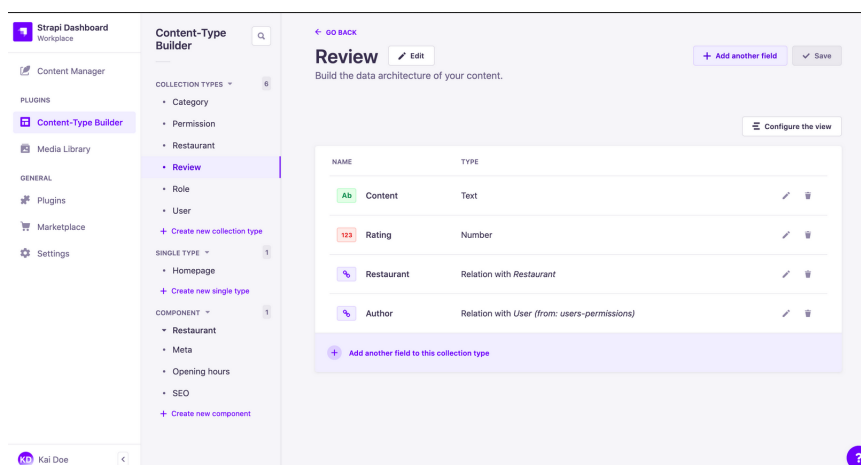 Strapi Dashboard
Workplace
Content Manager
PLUGINS
Content-Type Builder
Media Library
GENERAL
Plugins
Marketplace
Settings
KD Kai Doe
Content-Type
Builder
COLLECTION TYPES 6
Category
Permission
Restaurant
Review
Role
User
Create new collection type
SINGLE TYPE 1
Homepage
Create new single type
COMPONENT 1
Restaurant
Meta
Opening hours
SEO
Create new component
GO BACK
Review Edit
Add another field Save
Build the data architecture of your content.
Configure the view
NAME TYPE
Ab Content Text
123 Rating Number
Restaurant Relation with Restaurant
Author Relation with User (from: users-permissions)
Add another field to this collection type
?